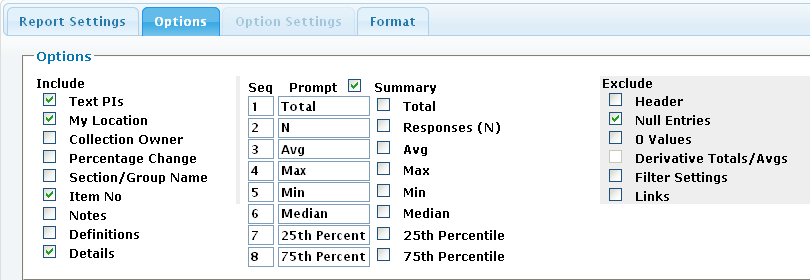 Report Settings Options Option Settings Format
Options
Include
Text PIs
My Location
Collection Owner
Percentage Change
Section/Group Name
Item No
Notes
Definitions
Details
Seq Prompt Summary
1 Total Total
2 N Responses (N)
3 Avg Avg
4 Max Max
5 Min Min
6 Median Median
7 25th Percent 25th Percentile
8 75th Percent 75th Percentile
Exclude
Header
Null Entries
0 Values
Derivative Totals/Avgs
Filter Settings
Links